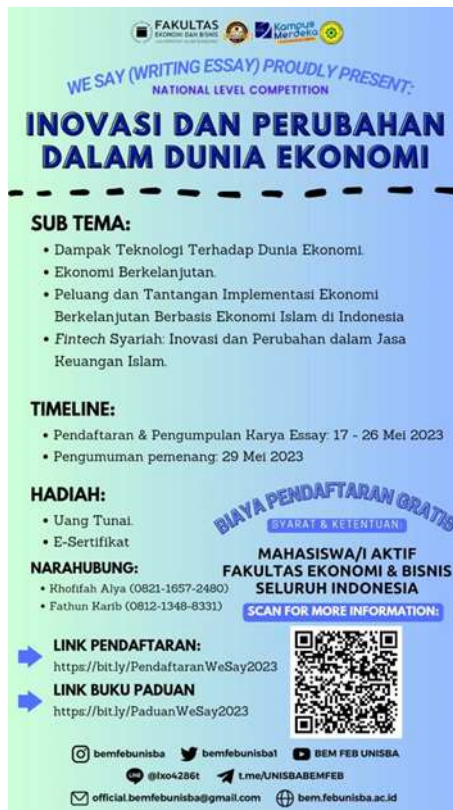 FAKULTAS
EKONOMI DAN BISNIS
Kampus
Merdeka
WE SAY (WRITING ESSAY) PROUDLY PRESENT:
NATIONAL LEVEL COMPETITION
INOVASI DAN PERUBAHAN
DALAM DUNIA EKONOMI
SUB TEMA:
• Dampak Teknologi Terhadap Dunia Ekonomi.
• Ekonomi Berkelanjutan.
• Peluang dan Tantangan Implementasi Ekonomi
Berkelanjutan Berbasis Ekonomi Islam di Indonesia
• Fintech Syariah: Inovasi dan Perubahan dalam Jasa
Keuangan Islam.
TIMELINE:
• Pendaftaran & Pengumpulan Karya Essay: 17 - 26 Mei 2023
• Pengumuman pemenang: 29 Mei 2023
HADIAH:
• Uang Tunai.
• E-Sertifikat
NARAHUBUNG:
• Khofifah Alya (0821-1657-2480)
• Fathun Karib (0812-1348-8331)
BIAYA PENDAFTARAN GRATIS
SYARAT & KETENTUAN:
MAHASISWA/I AKTIF
FAKULTAS EKONOMI & BISNIS
SELURUH INDONESIA
SCAN FOR MORE INFORMATION:
LINK PENDAFTARAN:
https://bit.ly/PendaftaranWeSay2023
LINK BUKU PADUAN
https://bit.ly/PaduanWeSay2023
bemfebunisba
bemfebunisba1
BEM FEB UNISBA
@lxo4286t
t.me/UNISBABEMFEB
official.bemfebunisba@gmail.com
bem.feb.unisba.ac.id